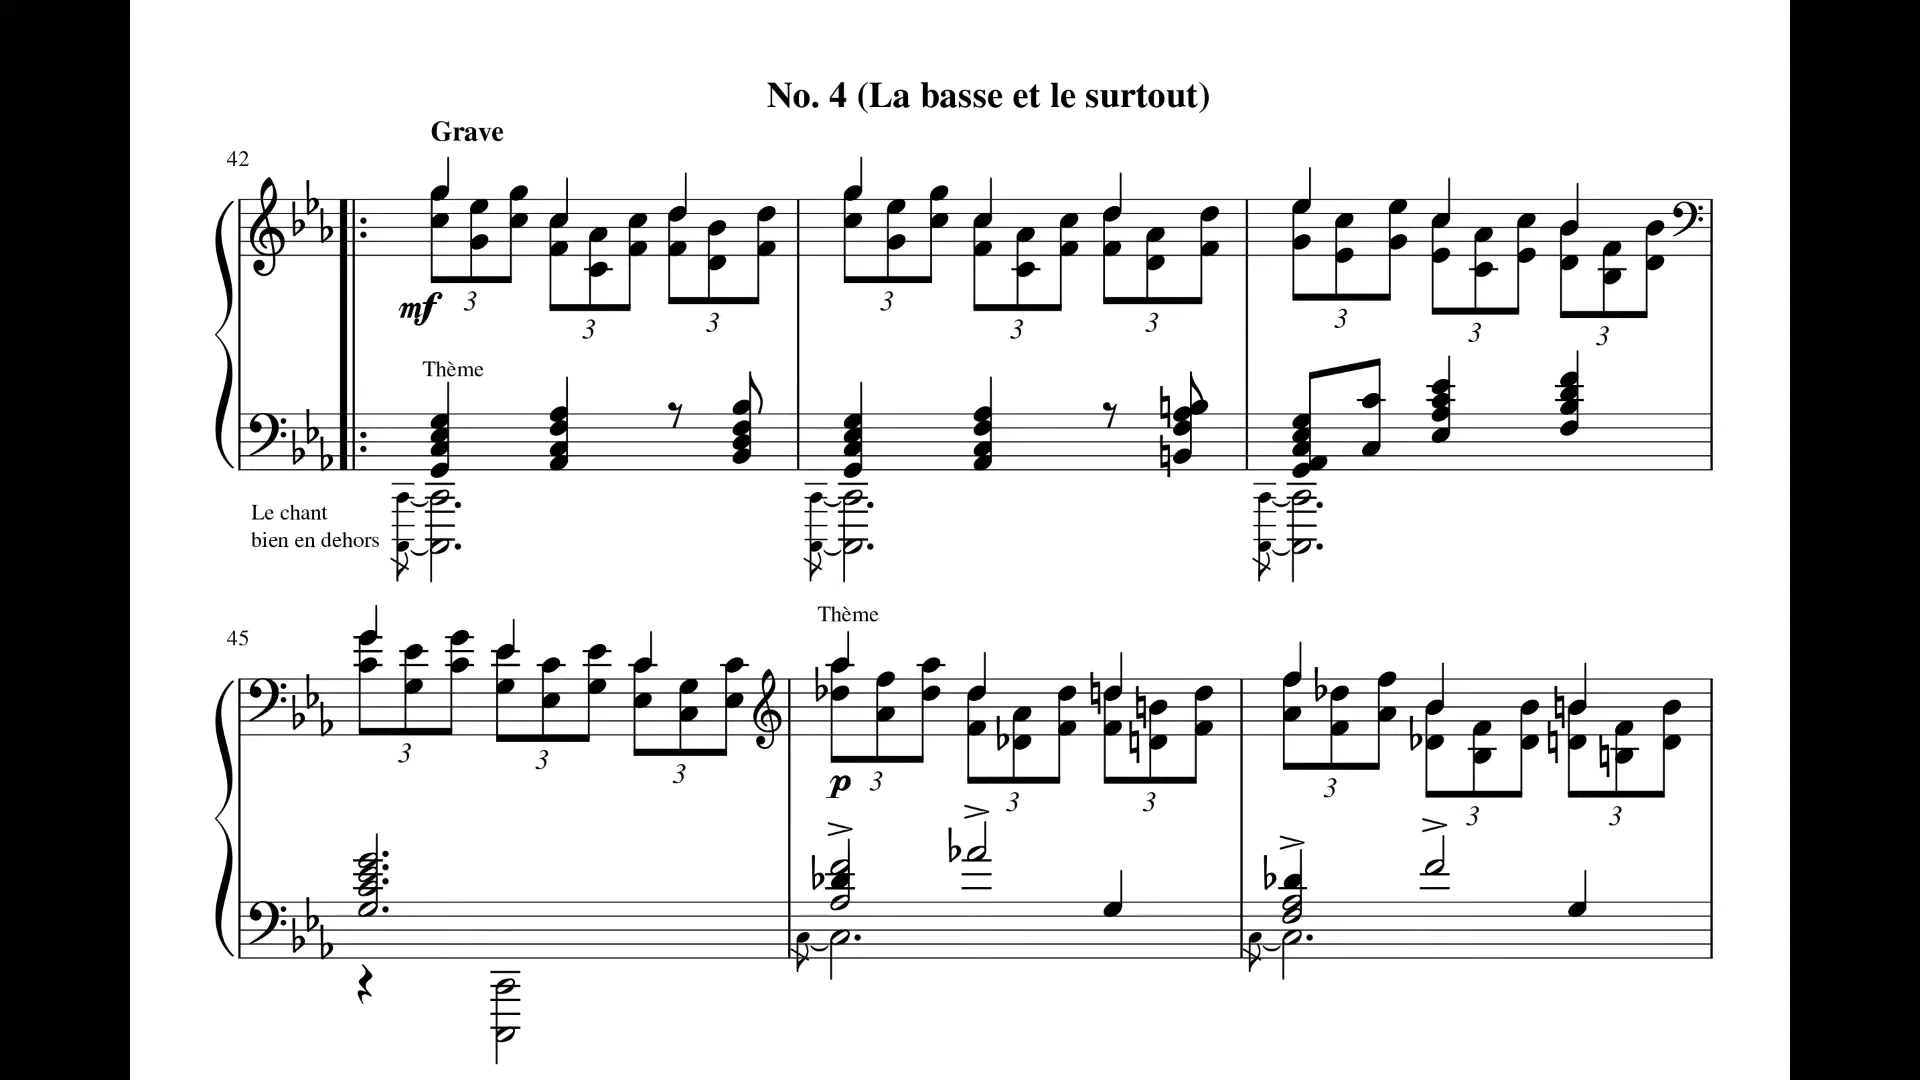 No. 4 (La basse et le surtout)
Grave
42
3 3 3 3 3 3 3 3 3
mf
Thème
Le chant
bien en dehors
45
Thème
3 3 3 3 3 3 3 3 3
p